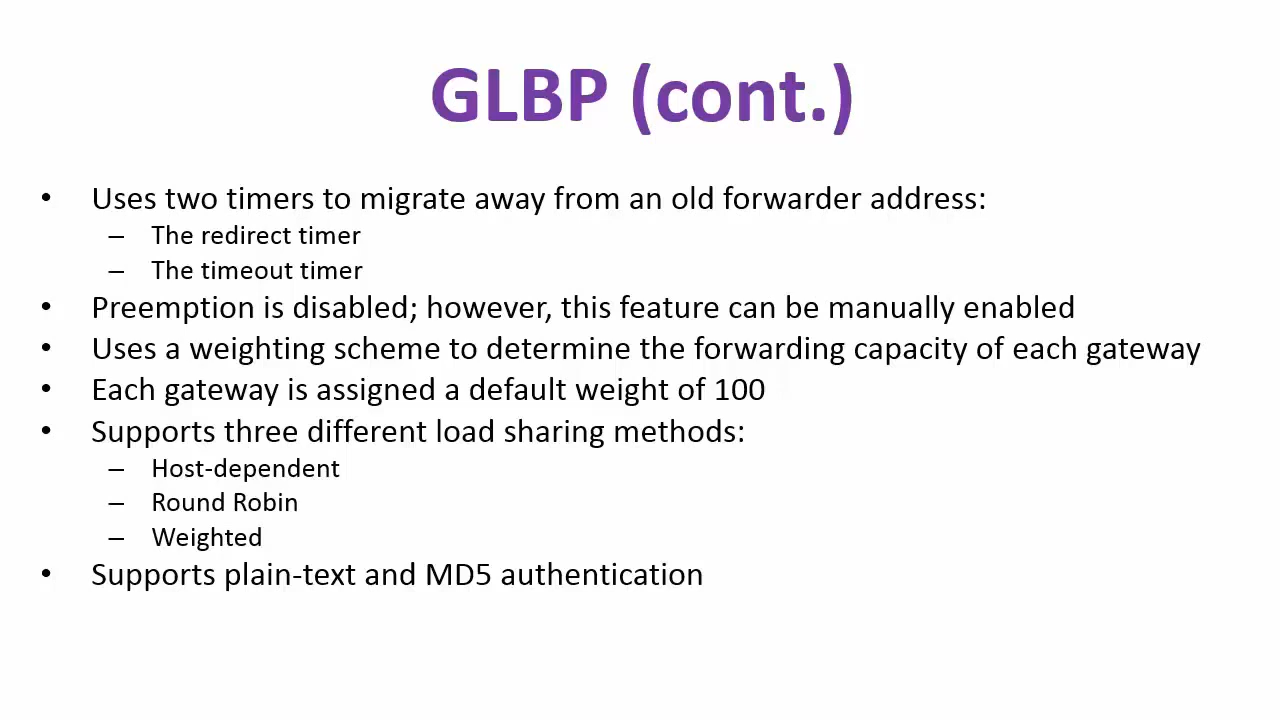 GLBP (cont.)
• Uses two timers to migrate away from an old forwarder address:
– The redirect timer
– The timeout timer
• Preemption is disabled; however, this feature can be manually enabled
• Uses a weighting scheme to determine the forwarding capacity of each gateway
• Each gateway is assigned a default weight of 100
• Supports three different load sharing methods:
– Host-dependent
– Round Robin
– Weighted
• Supports plain-text and MD5 authentication